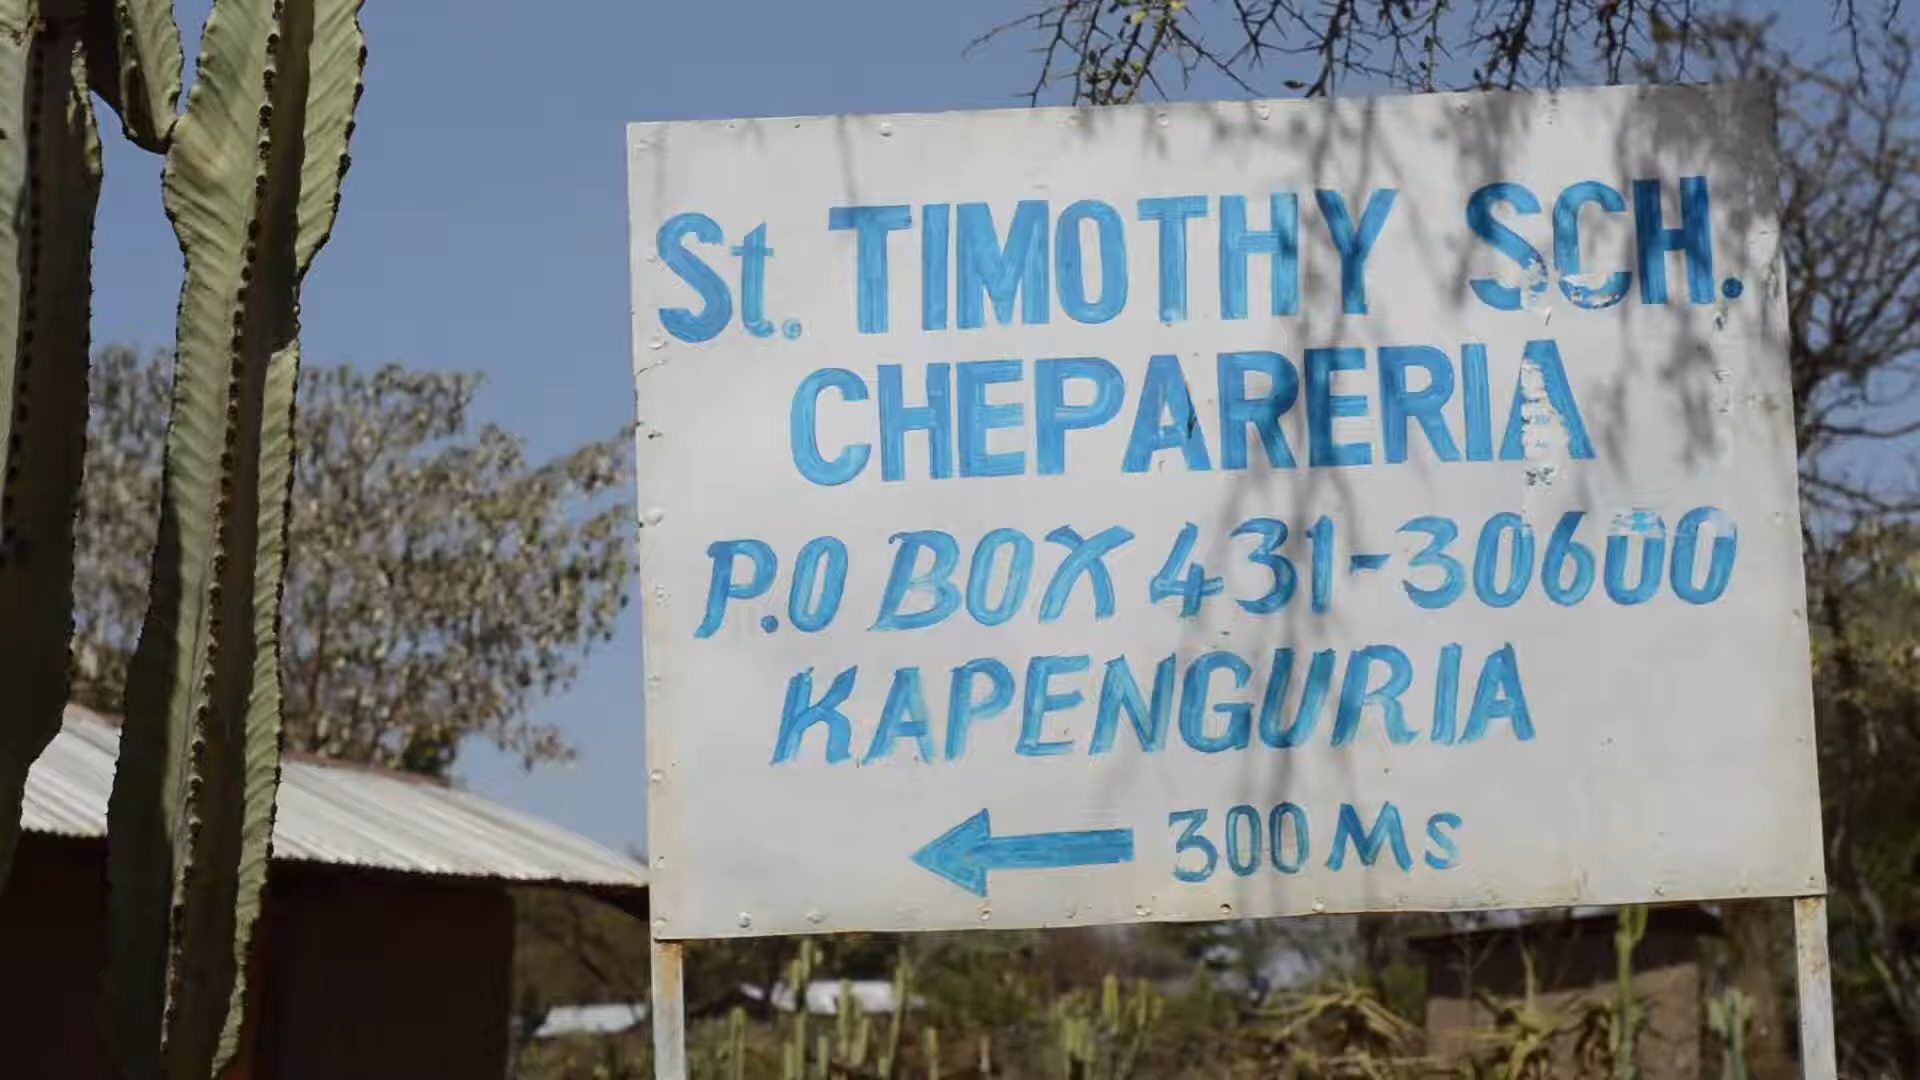 St. TIMOTHY SCH.
CHEPARERIA
P.O BOX 431-30600
KAPENGURIA
300 Ms